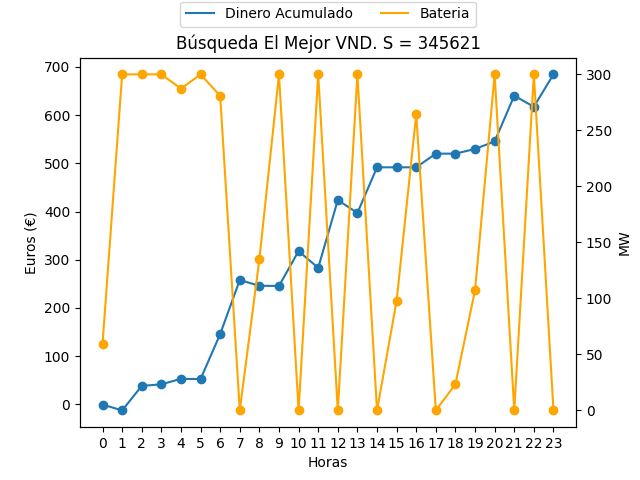 Dinero Acumulado Bateria
Búsqueda El Mejor VND. S = 345621
700
600
500
400
300
200
100
0
Euros (€)
300
250
200
150
100
50
0
MW
0 1 2 3 4 5 6 7 8 9 10 11 12 13 14 15 16 17 18 19 20 21 22 23
Horas